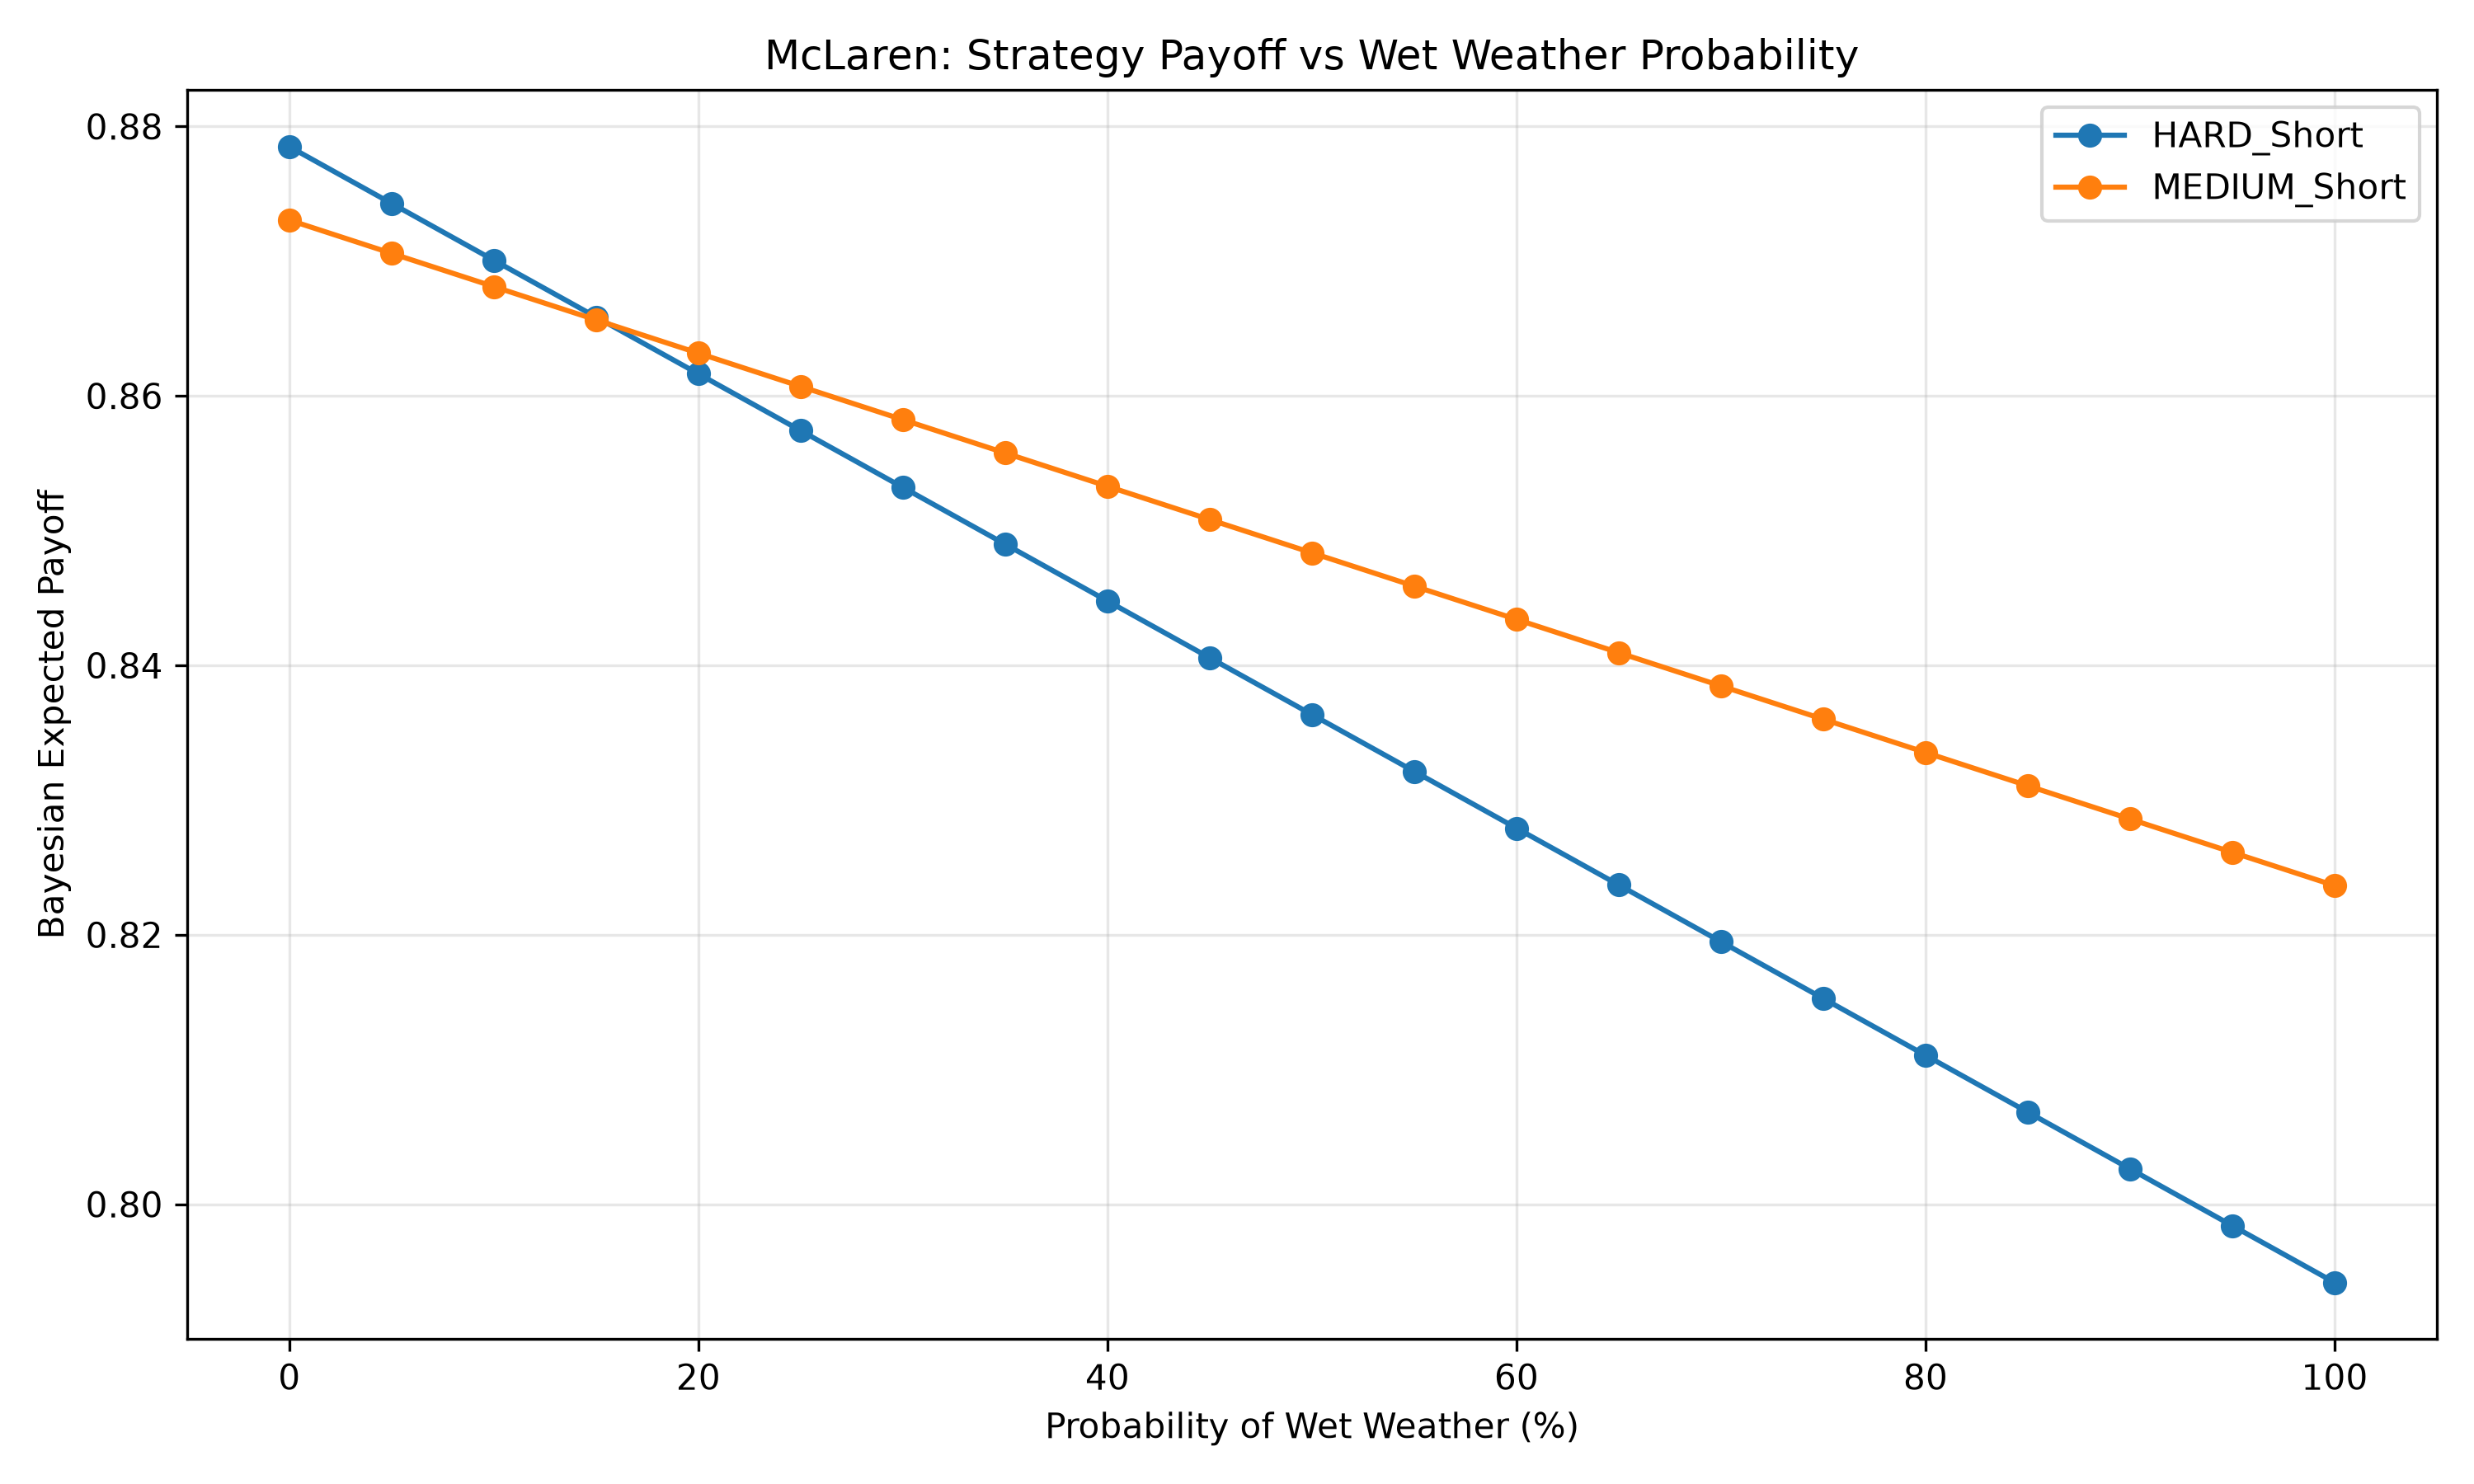 McLaren: Strategy Payoff vs Wet Weather Probability
HARD_Short
MEDIUM_Short
Bayesian Expected Payoff
0.88
0.86
0.84
0.82
0.80
0 20 40 60 80 100
Probability of Wet Weather (%)